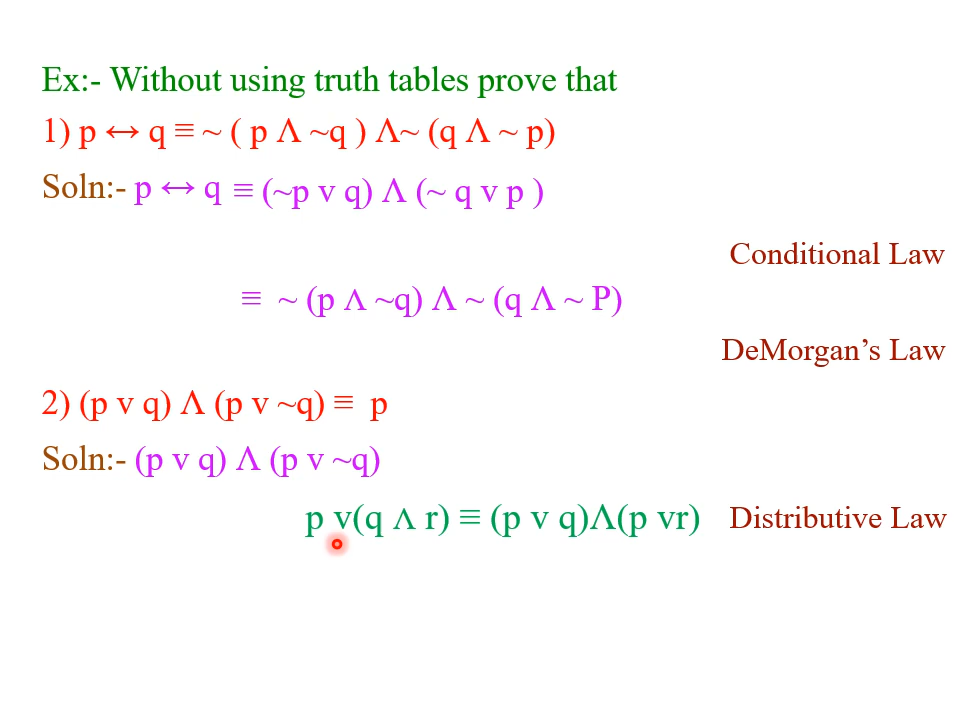 Ex:- Without using truth tables prove that
1) p ↔ q ≡ ~ ( p Λ ~q ) Λ~ (q Λ ~ p)
Soln:- p ↔ q ≡ (~p v q) Λ (~ q v p )
Conditional Law
≡ ~ (p Λ ~q) Λ ~ (q Λ ~ P)
DeMorgan’s Law
2) (p v q) Λ (p v ~q) ≡ p
Soln:- (p v q) Λ (p v ~q)
p v(q Λ r) ≡ (p v q)Λ(p vr) Distributive Law